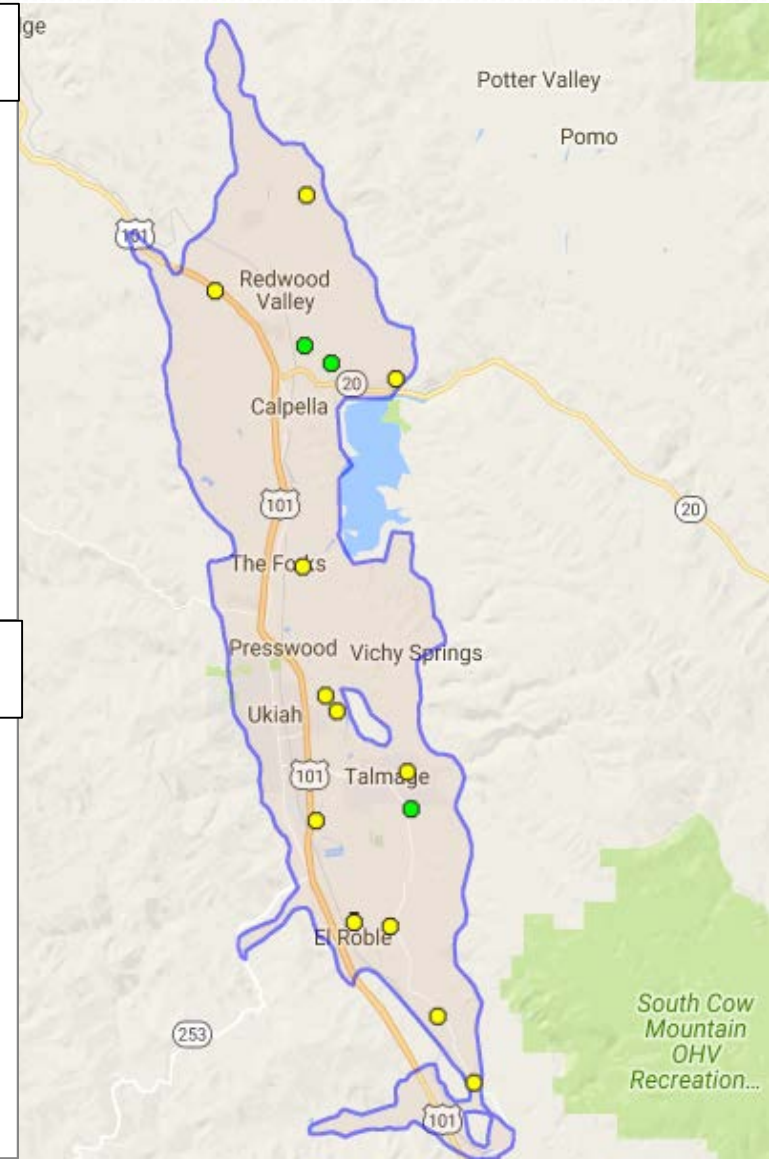 ge
Potter Valley
Pomo
101
Redwood
Valley
20
Calpella
101
20
The Forks
Presswood
Vichy Springs
Ukiah
101
Talmage
El Roble
South Cow
Mountain
OHV
Recreation...
253
101